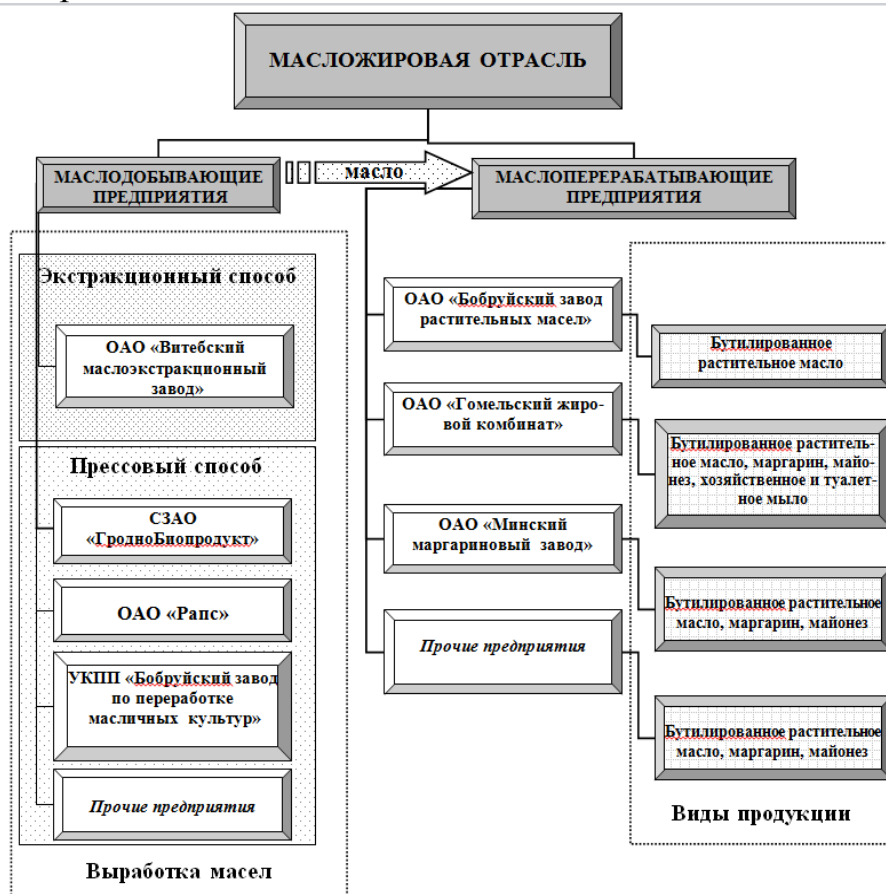 МАСЛОЖИРОВАЯ ОТРАСЛЬ
МАСЛОДОБЫВАЮЩИЕ
ПРЕДПРИЯТИЯ
масло
МАСЛОПЕРЕРАБАТЫВАЮЩИЕ
ПРЕДПРИЯТИЯ
Экстракционный способ
ОАО «Витебский
маслоэкстракционный
завод»
Прессовый способ
СЗАО
«ГродноБиопродукт»
ОАО «Рапс»
УКПП «Бобруйский завод
по переработке
масличных культур»
Прочие предприятия
Выработка масел
ОАО «Бобруйский завод
растительных масел»
ОАО «Гомельский жиро-
вой комбинат»
ОАО «Минский
маргариновый завод»
Прочие предприятия
Бутилированное
растительное масло
Бутилированное раститель-
ное масло, маргарин, майо-
нез, хозяйственное и туалет-
ное мыло
Бутилированное растительное
масло, маргарин, майонез
Бутилированное растительное
масло, маргарин, майонез
Виды продукции